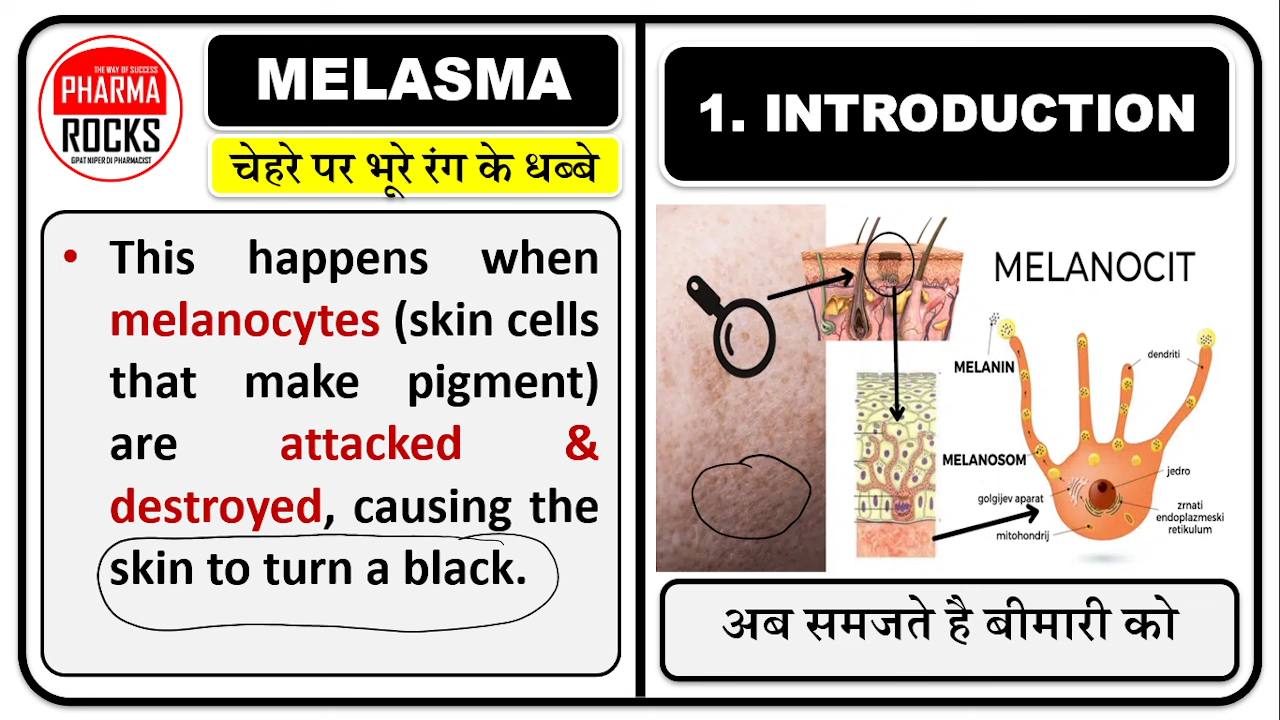 THE WAY OF SUCCESS
PHARMA
ROCKS
GPAT NIPER DI PHARMACIST
MELASMA
चेहरे पर भूरे रंग के धब्बे
• This happens when
melanocytes (skin cells
that make pigment)
are attacked &
destroyed, causing the
skin to turn a black.
1. INTRODUCTION
MELANOCIT
MELANIN
dendriti
MELANOSOM
jedro
golgijev aparat
zrnati
endoplazmeski
retikulum
mitohondrij
अब समजते है बीमारी को